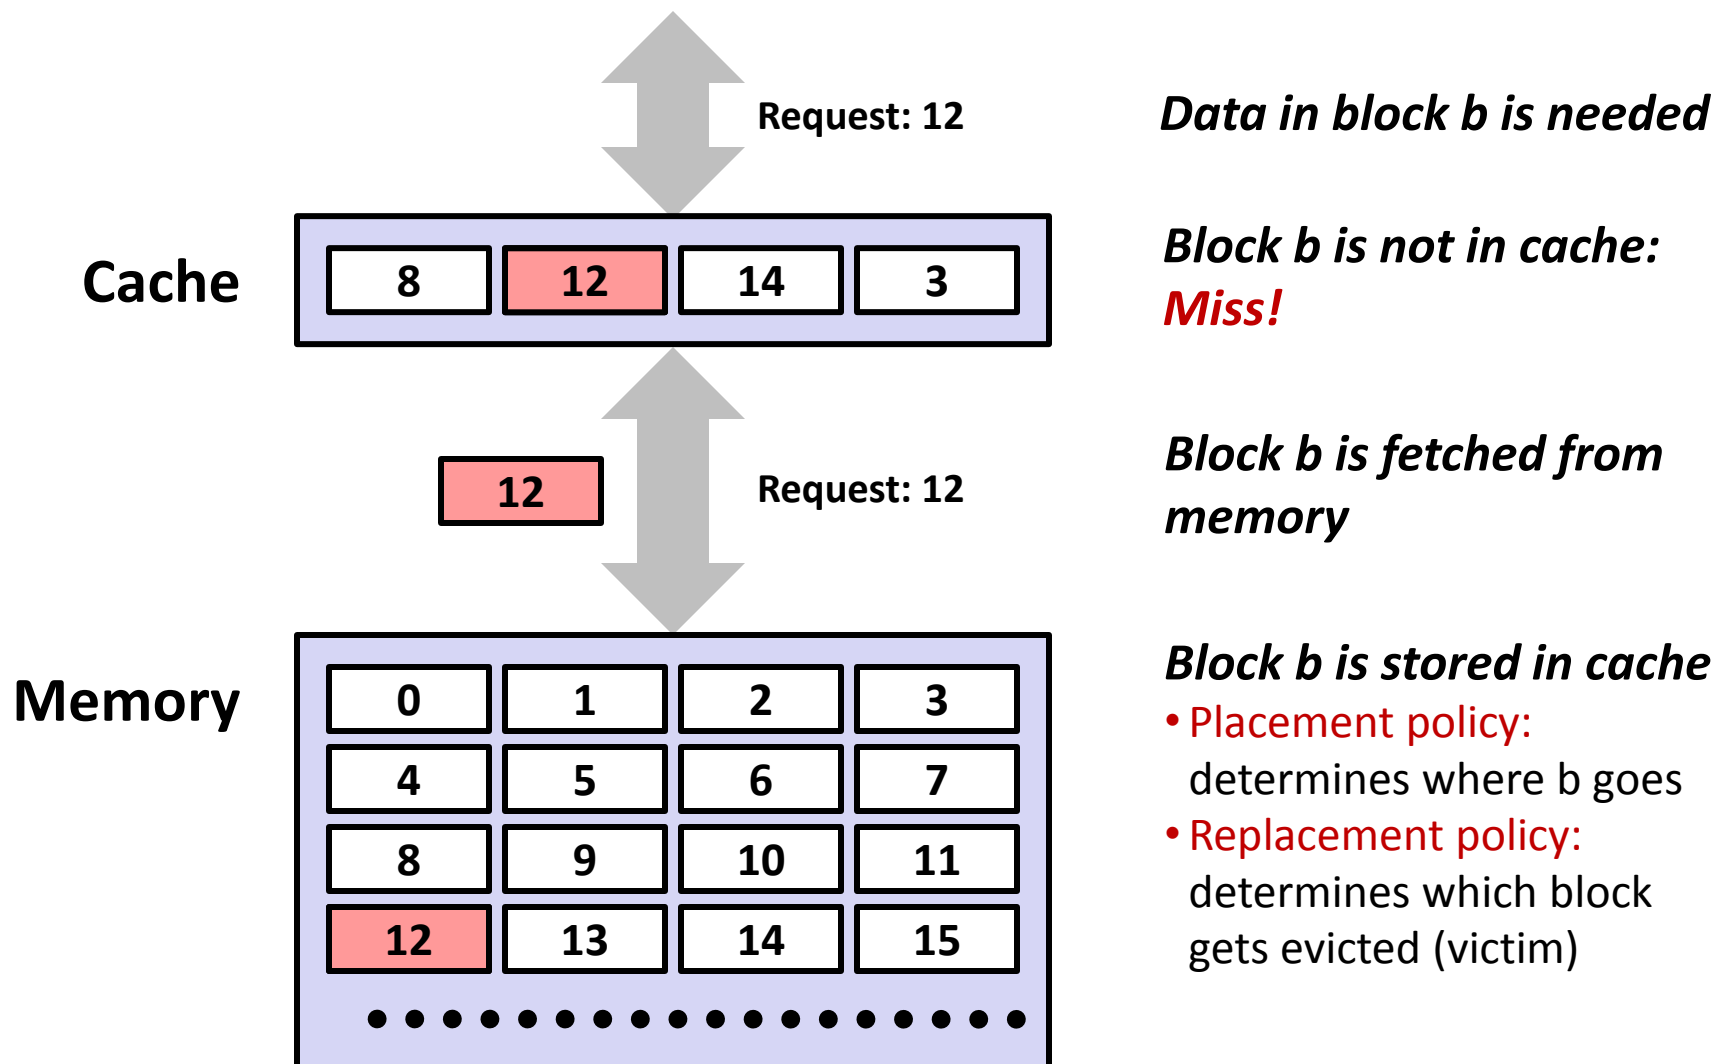 Request: 12
Data in block b is needed
Cache
8 12 14 3
Block b is not in cache:
Miss!
12
Request: 12
Block b is fetched from
memory
Memory
0 1 2 3
4 5 6 7
8 9 10 11
12 13 14 15
Block b is stored in cache
• Placement policy:
determines where b goes
• Replacement policy:
determines which block
gets evicted (victim)